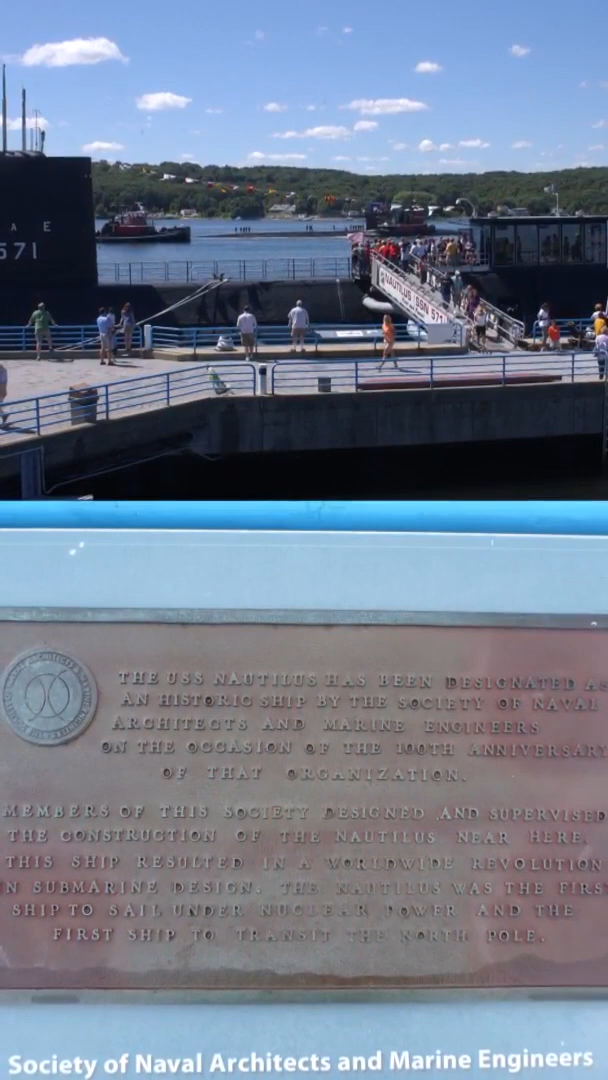 A E
571
NAUTILUS (SSN 571)
THE USS NAUTILUS HAS BEEN DESIGNATED AS
AN HISTORIC SHIP BY THE SOCIETY OF NAVAL
ARCHITECTS AND MARINE ENGINEERS
ON THE OCCASION OF THE 100TH ANNIVERSARY
OF THAT ORGANIZATION.
MEMBERS OF THIS SOCIETY DESIGNED AND SUPERVISED
THE CONSTRUCTION OF THE NAUTILUS NEAR HERE.
THIS SHIP RESULTED IN A WORLDWIDE REVOLUTION
IN SUBMARINE DESIGN. THE NAUTILUS WAS THE FIRST
SHIP TO SAIL UNDER NUCLEAR POWER AND THE
FIRST SHIP TO TRANSIT THE NORTH POLE.
Society of Naval Architects and Marine Engineers